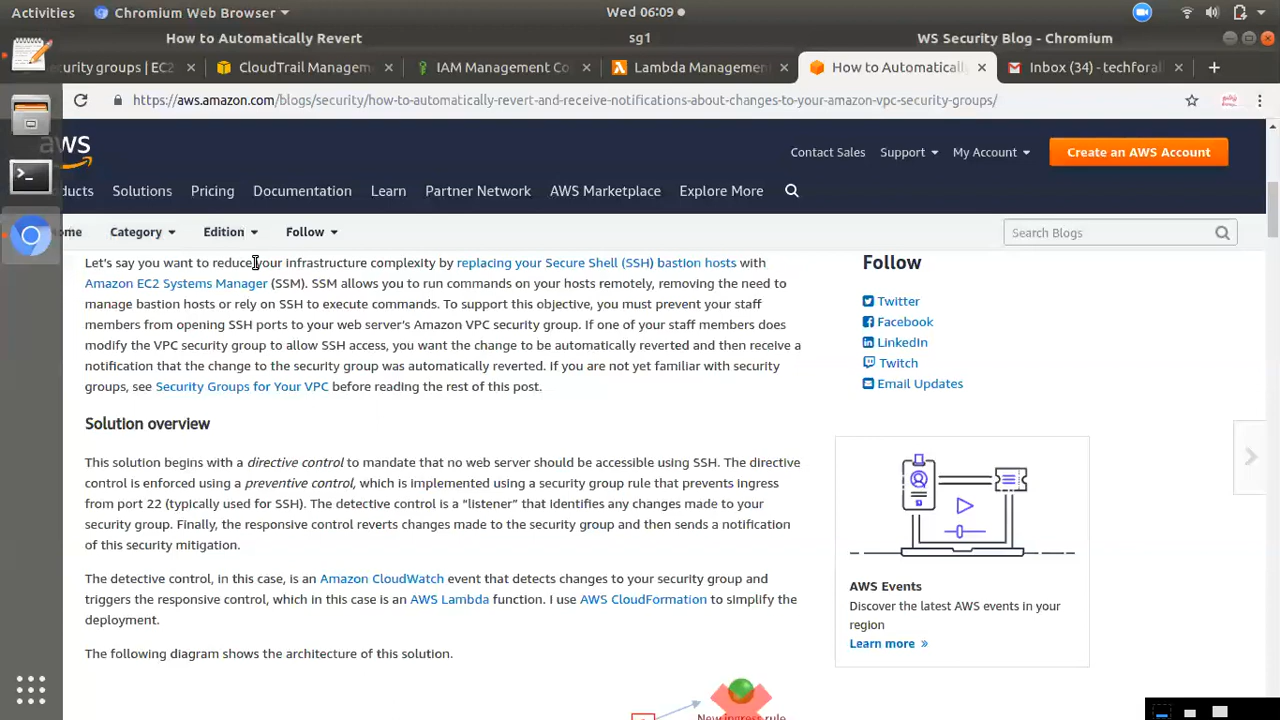 Activities Chromium Web Browser Wed 06:09
How to Automatically Revert sg1 WS Security Blog - Chromium
curity groups | EC2 CloudTrail Managem IAM Management Co Lambda Managemen How to Automaticall Inbox (34) - techforall
https://aws.amazon.com/blogs/security/how-to-automatically-revert-and-receive-notifications-about-changes-to-your-amazon-vpc-security-groups/
aws
Contact Sales Support My Account Create an AWS Account
ducts Solutions Pricing Documentation Learn Partner Network AWS Marketplace Explore More
ome Category Edition Follow Search Blogs
Let's say you want to reduce your infrastructure complexity by replacing your Secure Shell (SSH) bastion hosts with
Amazon EC2 Systems Manager (SSM). SSM allows you to run commands on your hosts remotely, removing the need to
manage bastion hosts or rely on SSH to execute commands. To support this objective, you must prevent your staff
members from opening SSH ports to your web server's Amazon VPC security group. If one of your staff members does
modify the VPC security group to allow SSH access, you want the change to be automatically reverted and then receive a
notification that the change to the security group was automatically reverted. If you are not yet familiar with security
groups, see Security Groups for Your VPC before reading the rest of this post.
Solution overview
This solution begins with a directive control to mandate that no web server should be accessible using SSH. The directive
control is enforced using a preventive control, which is implemented using a security group rule that prevents ingress
from port 22 (typically used for SSH). The detective control is a “listener” that identifies any changes made to your
security group. Finally, the responsive control reverts changes made to the security group and then sends a notification
of this security mitigation.
The detective control, in this case, is an Amazon CloudWatch event that detects changes to your security group and
triggers the responsive control, which in this case is an AWS Lambda function. I use AWS CloudFormation to simplify the
deployment.
The following diagram shows the architecture of this solution.
New ingress rule
Follow
Twitter
Facebook
LinkedIn
Twitch
Email Updates
AWS Events
Discover the latest AWS events in your
region
Learn more »